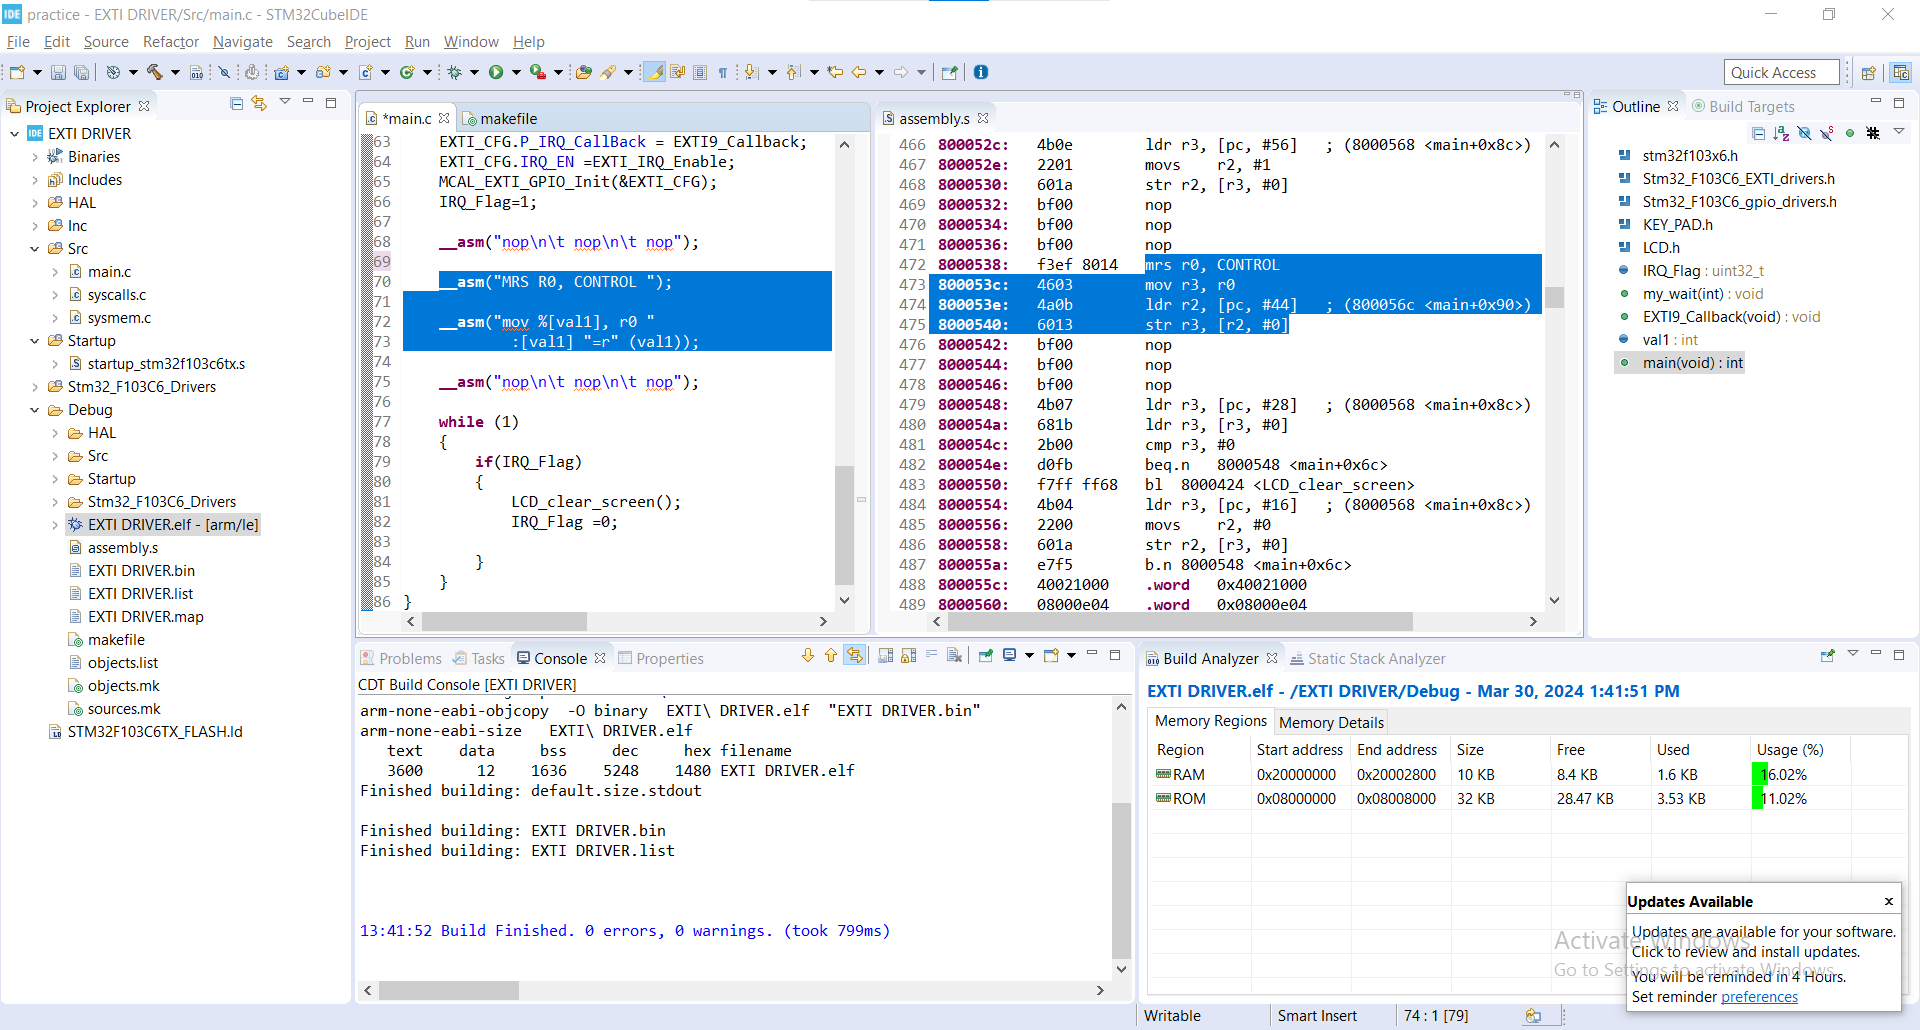 IDE practice - EXTI DRIVER/Src/main.c - STM32CubeIDE
File Edit Source Refactor Navigate Search Project Run Window Help
Quick Access
Project Explorer
IDE EXTI DRIVER
Binaries
Includes
HAL
Inc
Src
main.c
syscalls.c
sysmem.c
Startup
startup_stm32f103c6tx.s
Stm32_F103C6_Drivers
Debug
HAL
Src
Startup
Stm32_F103C6_Drivers
EXTI DRIVER.elf - [arm/le]
assembly.s
EXTI DRIVER.bin
EXTI DRIVER.list
EXTI DRIVER.map
makefile
objects.list
objects.mk
sources.mk
STM32F103C6TX_FLASH.ld
*main.c makefile
63 EXTI_CFG.P_IRQ_CallBack = EXTI9_Callback;
64 EXTI_CFG.IRQ_EN =EXTI_IRQ_Enable;
65 MCAL_EXTI_GPIO_Init(&EXTI_CFG);
66 IRQ_Flag=1;
67
68 __asm("nop\n\t nop\n\t nop");
69
70 __asm("MRS R0, CONTROL ");
71
72 __asm("mov %[val1], r0 "
73 :[val1] "=r" (val1));
74
75 __asm("nop\n\t nop\n\t nop");
76
77 while (1)
78 {
79 if(IRQ_Flag)
80 {
81 LCD_clear_screen();
82 IRQ_Flag =0;
83
84 }
85 }
86 }
assembly.s
466 800052c: 4b0e ldr r3, [pc, #56] ; (8000568 <main+0x8c>)
467 800052e: 2201 movs r2, #1
468 8000530: 601a str r2, [r3, #0]
469 8000532: bf00 nop
470 8000534: bf00 nop
471 8000536: bf00 nop
472 8000538: f3ef 8014 mrs r0, CONTROL
473 800053c: 4603 mov r3, r0
474 800053e: 4a0b ldr r2, [pc, #44] ; (800056c <main+0x90>)
475 8000540: 6013 str r3, [r2, #0]
476 8000542: bf00 nop
477 8000544: bf00 nop
478 8000546: bf00 nop
479 8000548: 4b07 ldr r3, [pc, #28] ; (8000568 <main+0x8c>)
480 800054a: 681b ldr r3, [r3, #0]
481 800054c: 2b00 cmp r3, #0
482 800054e: d0fb beq.n 8000548 <main+0x6c>
483 8000550: f7ff ff68 bl 8000424 <LCD_clear_screen>
484 8000554: 4b04 ldr r3, [pc, #16] ; (8000568 <main+0x8c>)
485 8000556: 2200 movs r2, #0
486 8000558: 601a str r2, [r3, #0]
487 800055a: e7f5 b.n 8000548 <main+0x6c>
488 800055c: 40021000 .word 0x40021000
489 8000560: 08000e04 .word 0x08000e04
Outline Build Targets
stm32f103x6.h
Stm32_F103C6_EXTI_drivers.h
Stm32_F103C6_gpio_drivers.h
KEY_PAD.h
LCD.h
IRQ_Flag : uint32_t
my_wait(int) : void
EXTI9_Callback(void) : void
val1 : int
main(void) : int
Problems Tasks Console Properties
CDT Build Console [EXTI DRIVER]
arm-none-eabi-objcopy -O binary EXTI\ DRIVER.elf "EXTI DRIVER.bin"
arm-none-eabi-size EXTI\ DRIVER.elf
text data bss dec hex filename
3600 12 1636 5248 1480 EXTI DRIVER.elf
Finished building: default.size.stdout
Finished building: EXTI DRIVER.bin
Finished building: EXTI DRIVER.list
13:41:52 Build Finished. 0 errors, 0 warnings. (took 799ms)
Build Analyzer Static Stack Analyzer
EXTI DRIVER.elf - /EXTI DRIVER/Debug - Mar 30, 2024 1:41:51 PM
Memory Regions Memory Details
Region Start address End address Size Free Used Usage (%)
RAM 0x20000000 0x20002800 10 KB 8.4 KB 1.6 KB 16.02%
ROM 0x08000000 0x08008000 32 KB 28.47 KB 3.53 KB 11.02%
Activate Windows
Go to Settings to activate Windows.
Updates Available
Updates are available for your software.
Click to review and install updates.
You will be reminded in 4 Hours.
Set reminder preferences
Writable Smart Insert 74 : 1 [79]